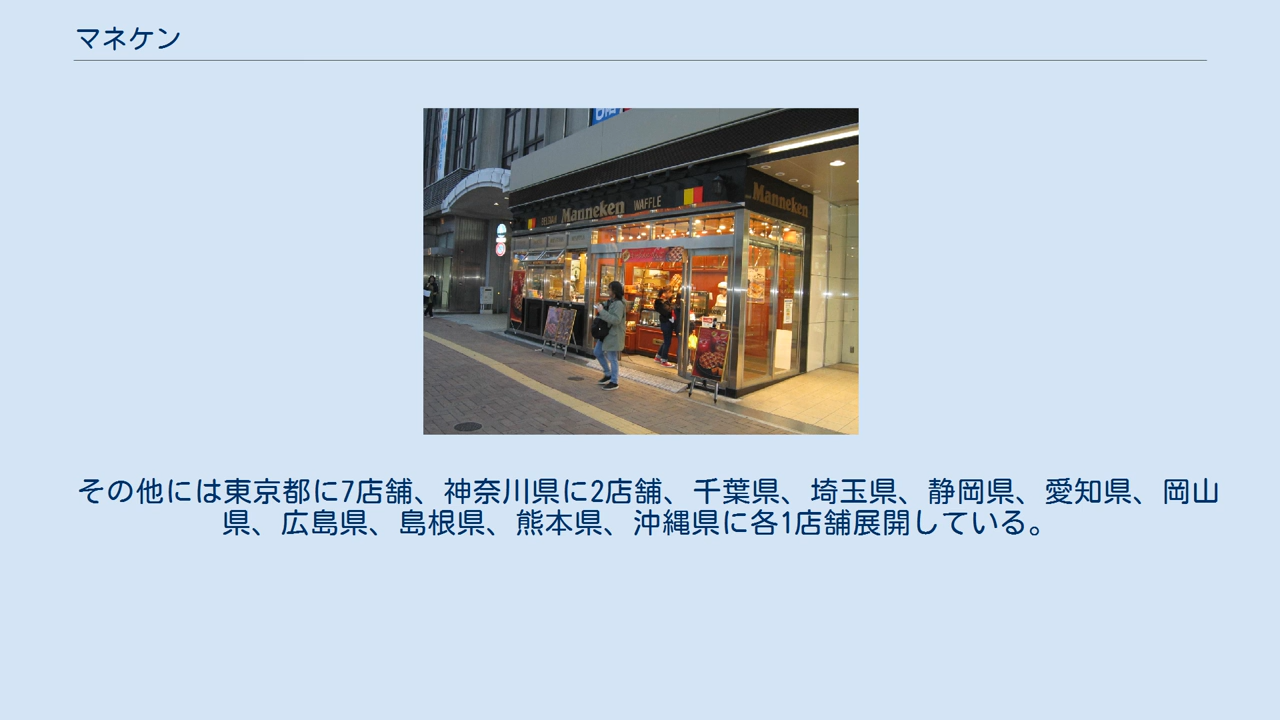 マネケン
BELGIAN Manneken WAFFLE
Manneken
その他には東京都に7店舗、神奈川県に2店舗、千葉県、埼玉県、静岡県、愛知県、岡山
県、広島県、島根県、熊本県、沖縄県に各1店舗展開している。